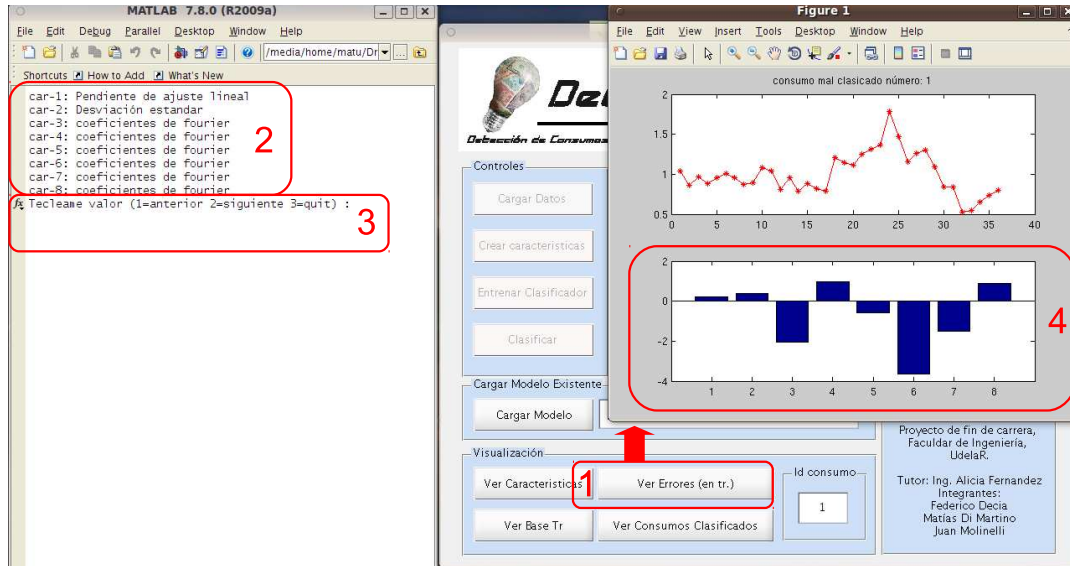 MATLAB 7.8.0 (R2009a)
File Edit Debug Parallel Desktop Window Help
/media/home/matu/Dr
...
Shortcuts How to Add What's New
car-1: Pendiente de ajuste lineal
car-2: Desviación estandar
car-3: coeficientes de fourier
car-4: coeficientes de fourier
car-5: coeficientes de fourier
car-6: coeficientes de fourier
car-7: coeficientes de fourier
car-8: coeficientes de fourier
2
fx Tecleame valor (1=anterior 2=siguiente 3=quit) :
3
Detección de Consumos
Controles
Cargar Datos
Crear caracteristicas
Entrenar Clasificador
Clasificar
Cargar Modelo Existente
Cargar Modelo
Visualización
Ver Caracteristicas
1
Ver Errores (en tr.)
Ver Base Tr
Ver Consumos Clasificados
Id consumo
1
Proyecto de fin de carrera,
Facultar de Ingeniería,
UdelaR.
Tutor: Ing. Alicia Fernandez
Integrantes:
Federico Decia
Matías Di Martino
Juan Molinelli
Figure 1
File Edit View Insert Tools Desktop Window Help
consumo mal clasicado número: 1
2
1.5
1
0.5
0 5 10 15 20 25 30 35 40
2
0
-2
-4
1 2 3 4 5 6 7 8
4